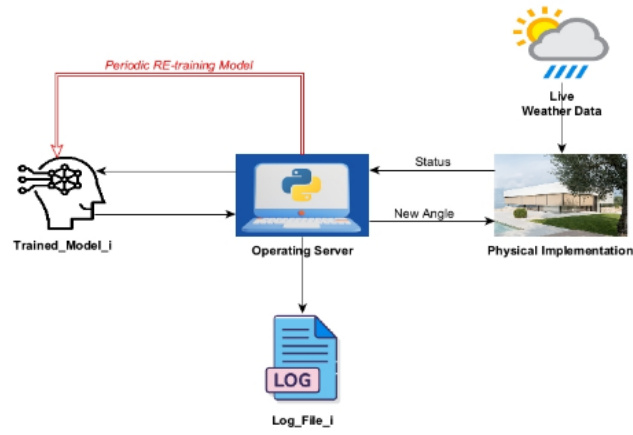 Periodic RE-training Model
Live
Weather Data
Status
New Angle
Trained_Model_i
Operating Server
Physical Implementation
LOG
Log_File_i